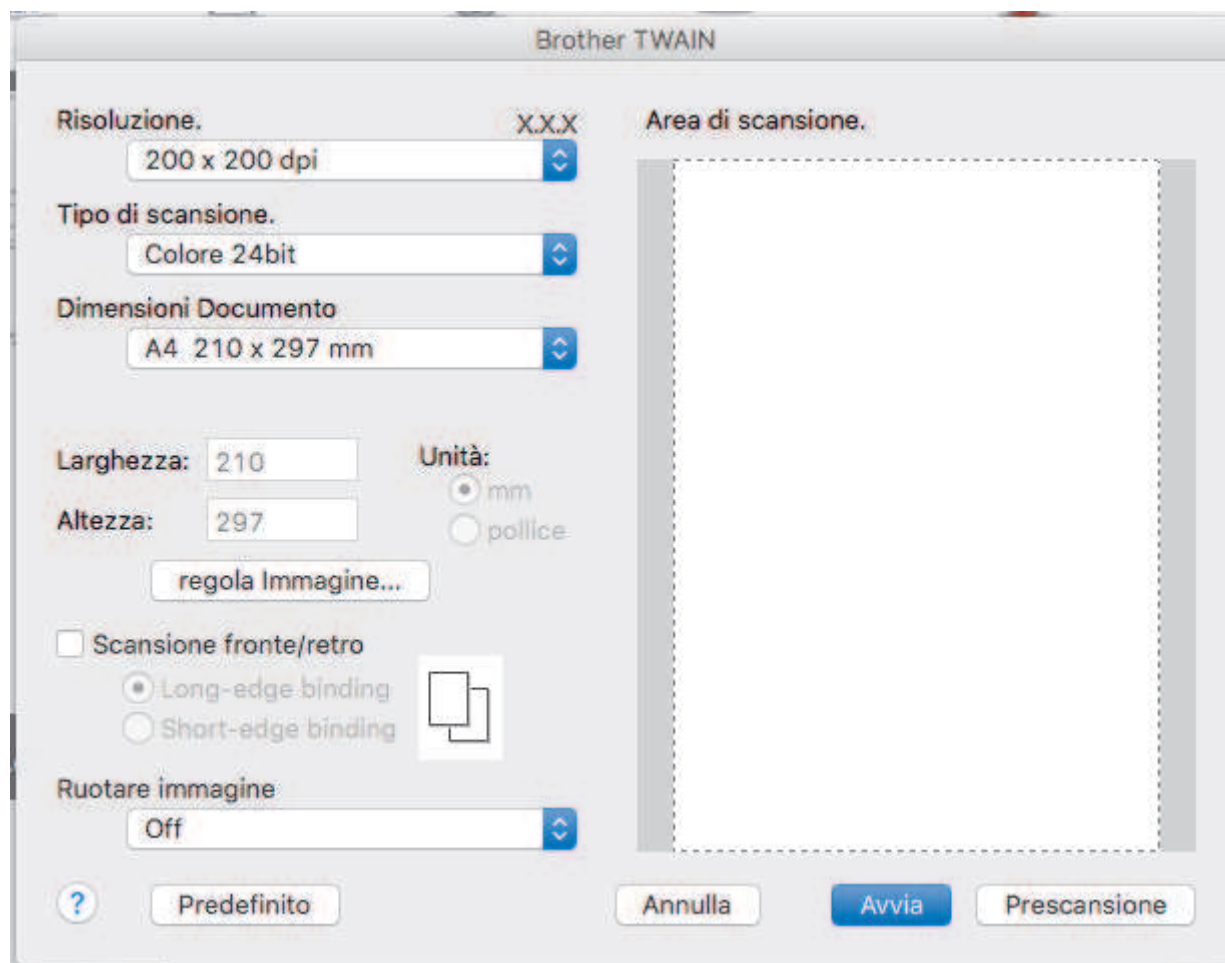 Brother TWAIN
Risoluzione.
X.X.X
200 x 200 dpi
Tipo di scansione.
Colore 24bit
Dimensioni Documento
A4 210 x 297 mm
Larghezza: 210
Unità:
mm
Altezza: 297
pollice
regola Immagine...
Scansione fronte/retro
Long-edge binding
Short-edge binding
Ruotare immagine
Off
? Predefinito
Area di scansione.
Annulla Avvia Prescansione